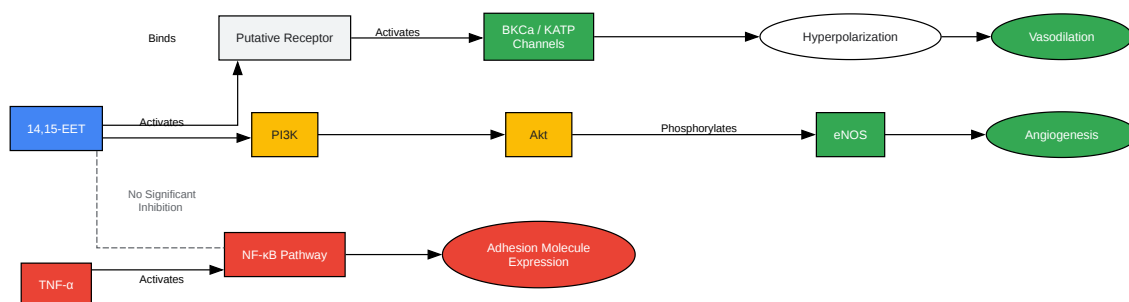 Binds
Putative Receptor
Activates
BKCa / KATP
Channels
Hyperpolarization
Vasodilation
14,15-EET
Activates
PI3K
Akt
Phosphorylates
eNOS
Angiogenesis
No Significant
Inhibition
NF-κB Pathway
Adhesion Molecule
Expression
TNF-α
Activates